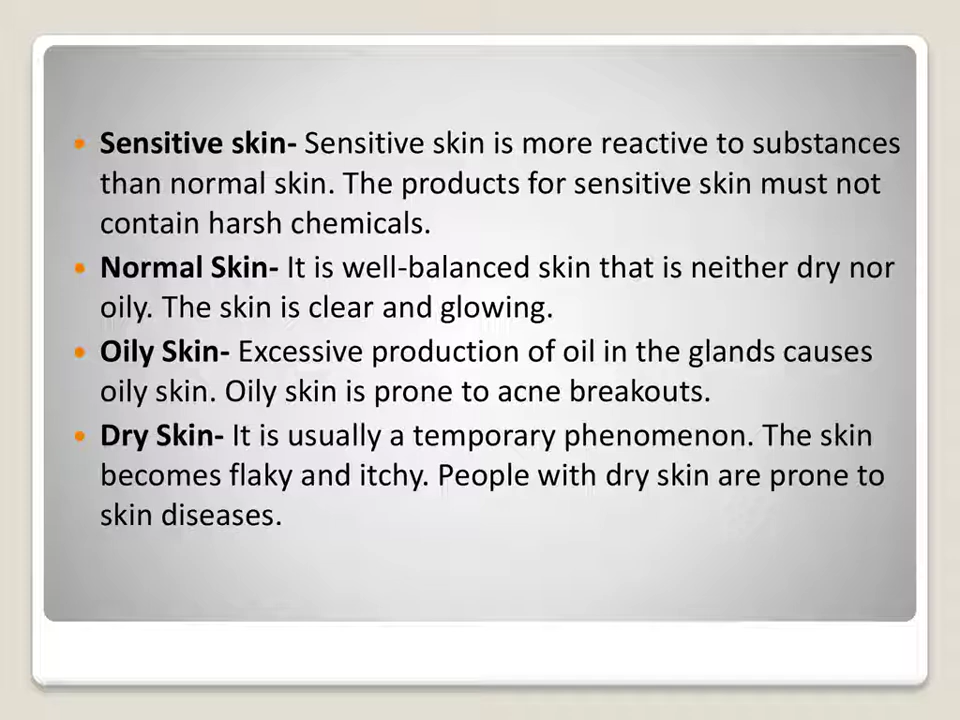 • Sensitive skin- Sensitive skin is more reactive to substances
than normal skin. The products for sensitive skin must not
contain harsh chemicals.
• Normal Skin- It is well-balanced skin that is neither dry nor
oily. The skin is clear and glowing.
• Oily Skin- Excessive production of oil in the glands causes
oily skin. Oily skin is prone to acne breakouts.
• Dry Skin- It is usually a temporary phenomenon. The skin
becomes flaky and itchy. People with dry skin are prone to
skin diseases.